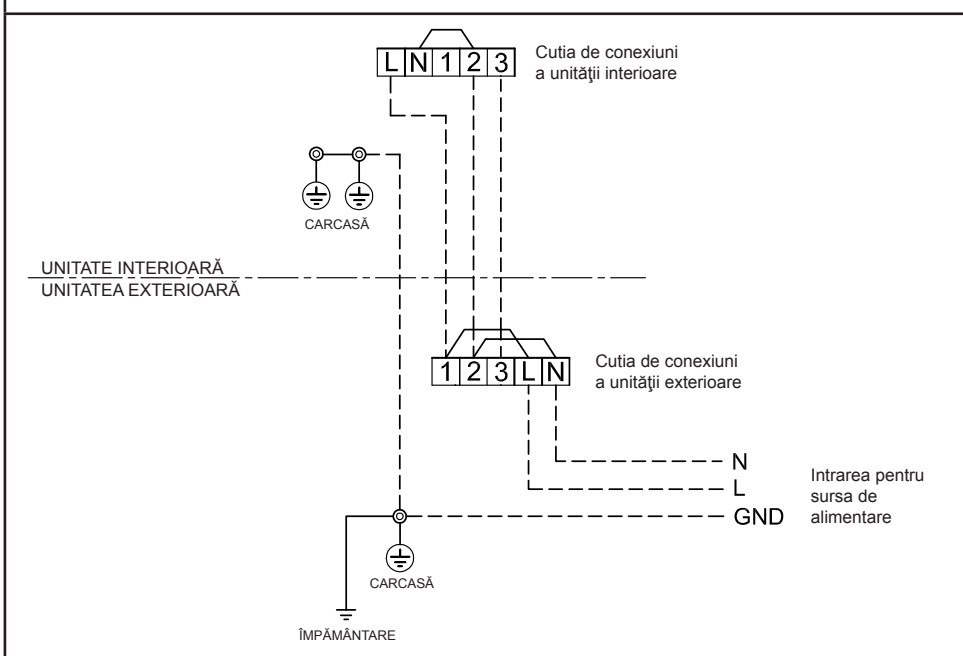 L N 1 2 3
Cutia de conexiuni
a unităţii interioare
CARCASĂ
UNITATE INTERIOARĂ
UNITATEA EXTERIOARĂ
1 2 3 L N
Cutia de conexiuni
a unităţii exterioare
N
L
GND
Intrarea pentru
sursa de
alimentare
CARCASĂ
ÎMPĂMÂNTARE